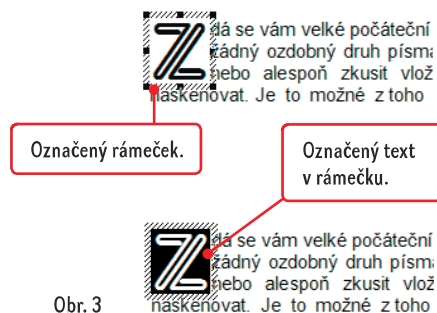 Zdá se vám velké počáteční
žádný ozdobný druh písma
nebo alespoň zkusit vlož
naskenovat. Je to možné z toho
Označený rámeček.
Označený text
v rámečku.
Zdá se vám velké počáteční
žádný ozdobný druh písma
nebo alespoň zkusit vlož
naskenovat. Je to možné z toho
Obr. 3